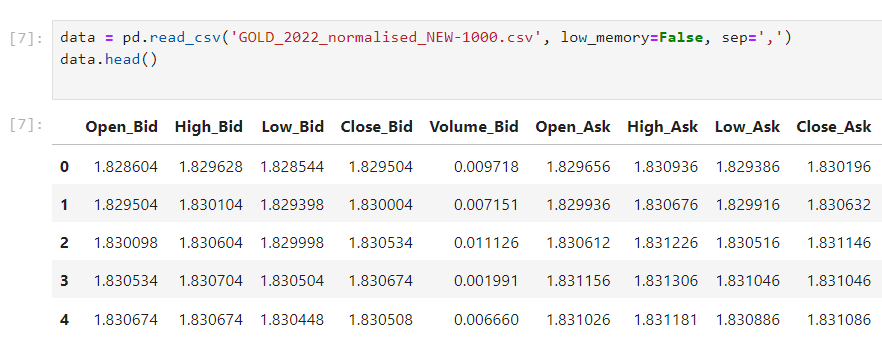 [7]: data = pd.read_csv('GOLD_2022_normalised_NEW-1000.csv', low_memory=False, sep=',')
data.head()
[7]: Open_Bid High_Bid Low_Bid Close_Bid Volume_Bid Open_Ask High_Ask Low_Ask Close_Ask
0 1.828604 1.829628 1.828544 1.829504 0.009718 1.829656 1.830936 1.829386 1.830196
1 1.829504 1.830104 1.829398 1.830004 0.007151 1.829936 1.830676 1.829916 1.830632
2 1.830098 1.830604 1.829998 1.830534 0.011126 1.830612 1.831226 1.830516 1.831146
3 1.830534 1.830704 1.830504 1.830674 0.001991 1.831156 1.831306 1.831046 1.831046
4 1.830674 1.830674 1.830448 1.830508 0.006660 1.831026 1.831181 1.830886 1.831086